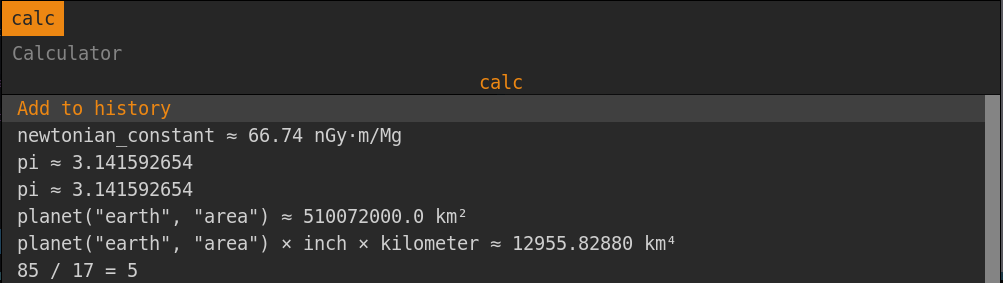 calc
Calculator
calc
Add to history
newtonian_constant ≈ 66.74 nGy·m/Mg
pi ≈ 3.141592654
pi ≈ 3.141592654
planet("earth", "area") ≈ 510072000.0 km²
planet("earth", "area") × inch × kilometer ≈ 12955.82880 km⁴
85 / 17 = 5